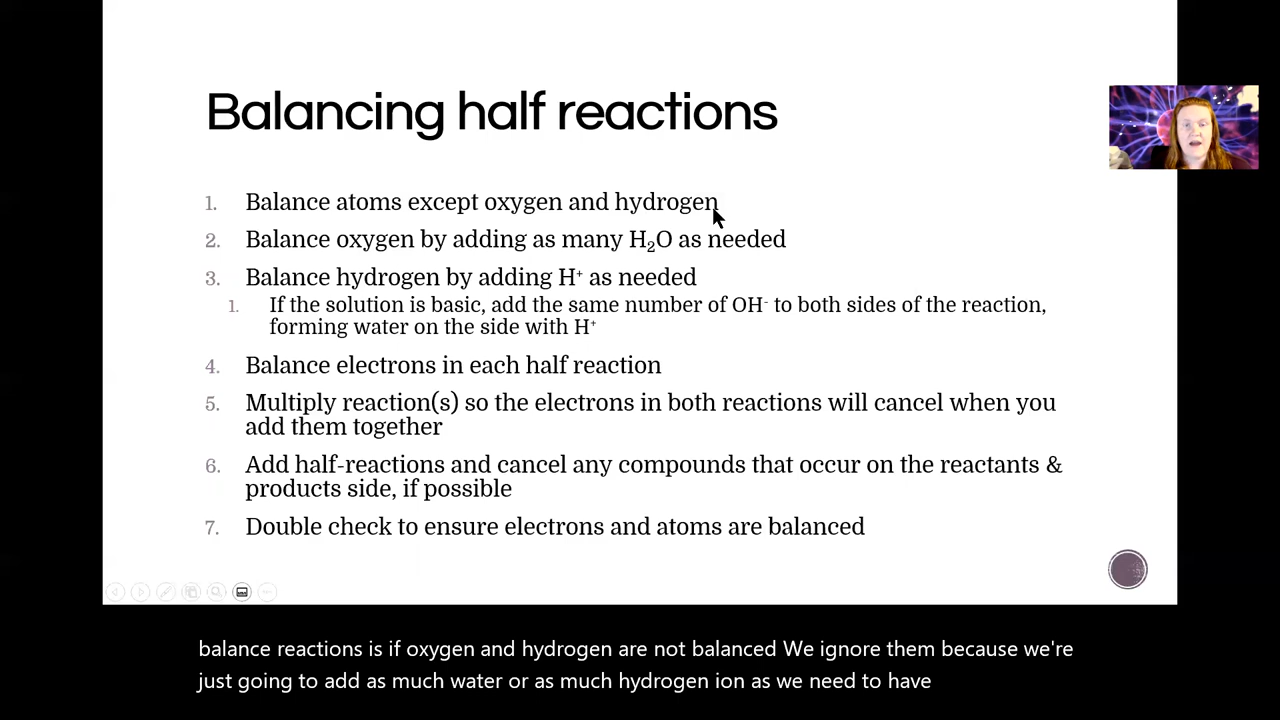 Balancing half reactions
1. Balance atoms except oxygen and hydrogen
2. Balance oxygen by adding as many H₂O as needed
3. Balance hydrogen by adding H⁺ as needed
1. If the solution is basic, add the same number of OH⁻ to both sides of the reaction,
forming water on the side with H⁺
4. Balance electrons in each half reaction
5. Multiply reaction(s) so the electrons in both reactions will cancel when you
add them together
6. Add half-reactions and cancel any compounds that occur on the reactants &
products side, if possible
7. Double check to ensure electrons and atoms are balanced
balance reactions is if oxygen and hydrogen are not balanced We ignore them because we're
just going to add as much water or as much hydrogen ion as we need to have